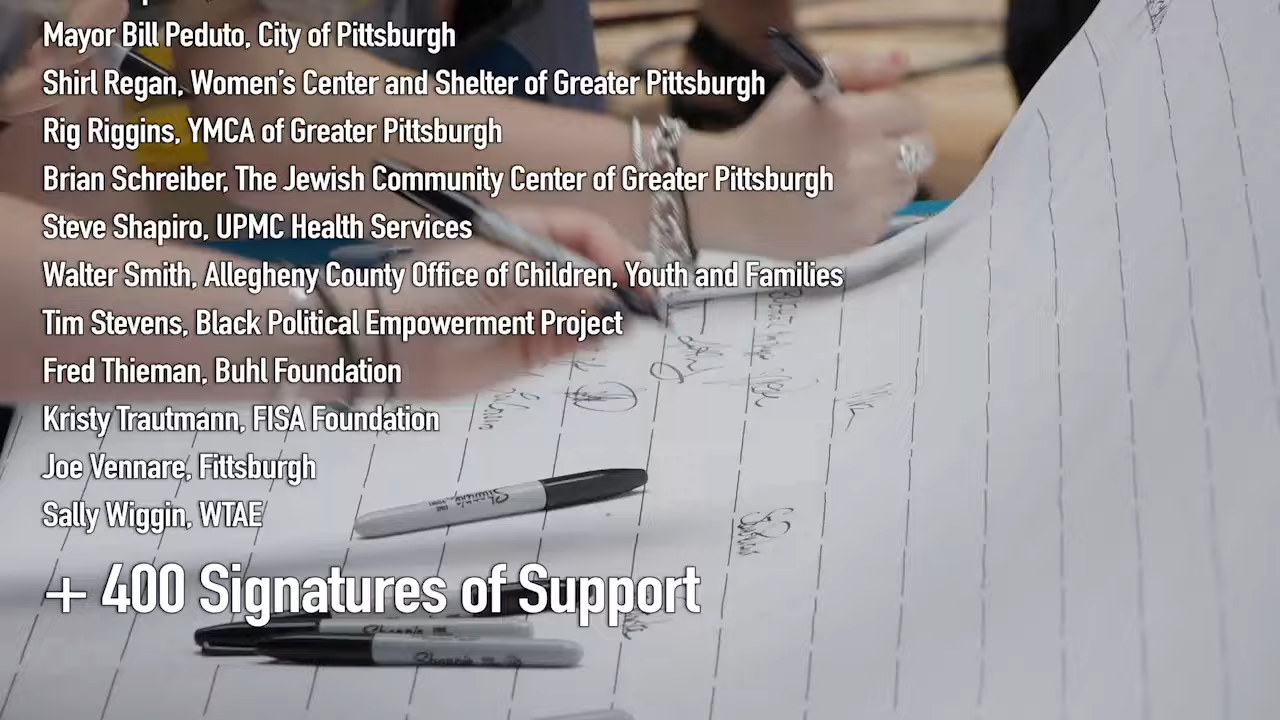 Mayor Bill Peduto, City of Pittsburgh
Shirl Regan, Women's Center and Shelter of Greater Pittsburgh
Rig Riggins, YMCA of Greater Pittsburgh
Brian Schreiber, The Jewish Community Center of Greater Pittsburgh
Steve Shapiro, UPMC Health Services
Walter Smith, Allegheny County Office of Children, Youth and Families
Tim Stevens, Black Political Empowerment Project
Fred Thieman, Buhl Foundation
Kristy Trautmann, FISA Foundation
Joe Vennare, Fittsburgh
Sally Wiggin, WTAE
Sharpie
+ 400 Signatures of Support
Sharpie
Sharpie